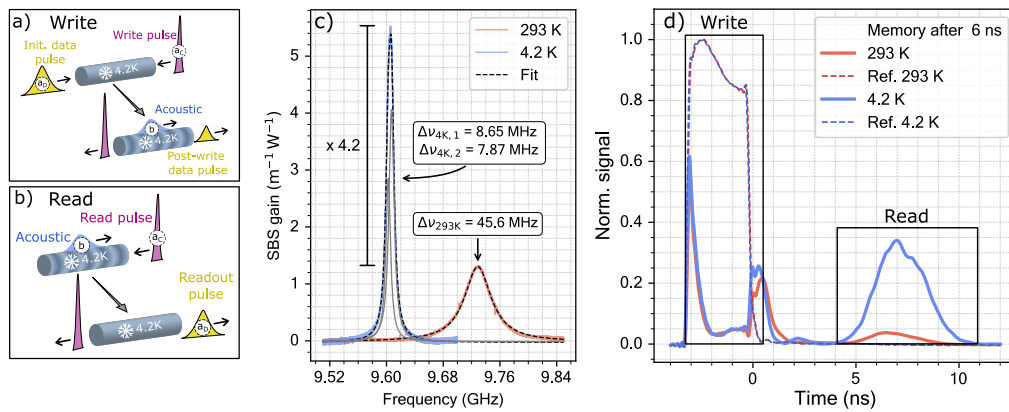 a) Write
Init. data
pulse
a_D
Write pulse
a_C
4.2K
Acoustic
b
4.2K
Post-write
data pulse
b) Read
Read pulse
Acoustic
b
a_C
4.2K
Readout
pulse
4.2K
a_D
c)
293 K
4.2 K
Fit
x 4.2
Δν4K, 1 = 8.65 MHz
Δν4K, 2 = 7.87 MHz
Δν293K = 45.6 MHz
SBS gain (m⁻¹ W⁻¹)
5
4
3
2
1
0
9.52 9.60 9.68 9.76 9.84
Frequency (GHz)
d) Write
Memory after 6 ns
293 K
Ref. 293 K
4.2 K
Ref. 4.2 K
Read
Norm. signal
1.0
0.8
0.6
0.4
0.2
0.0
0 5 10
Time (ns)